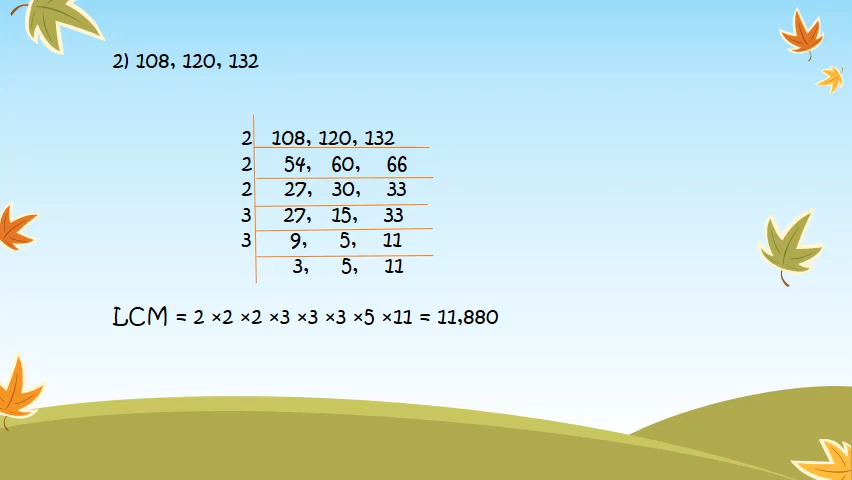 2) 108, 120, 132
2 108, 120, 132
2 54, 60, 66
2 27, 30, 33
3 27, 15, 33
3 9, 5, 11
3, 5, 11
LCM = 2 ×2 ×2 ×3 ×3 ×3 ×5 ×11 = 11,880